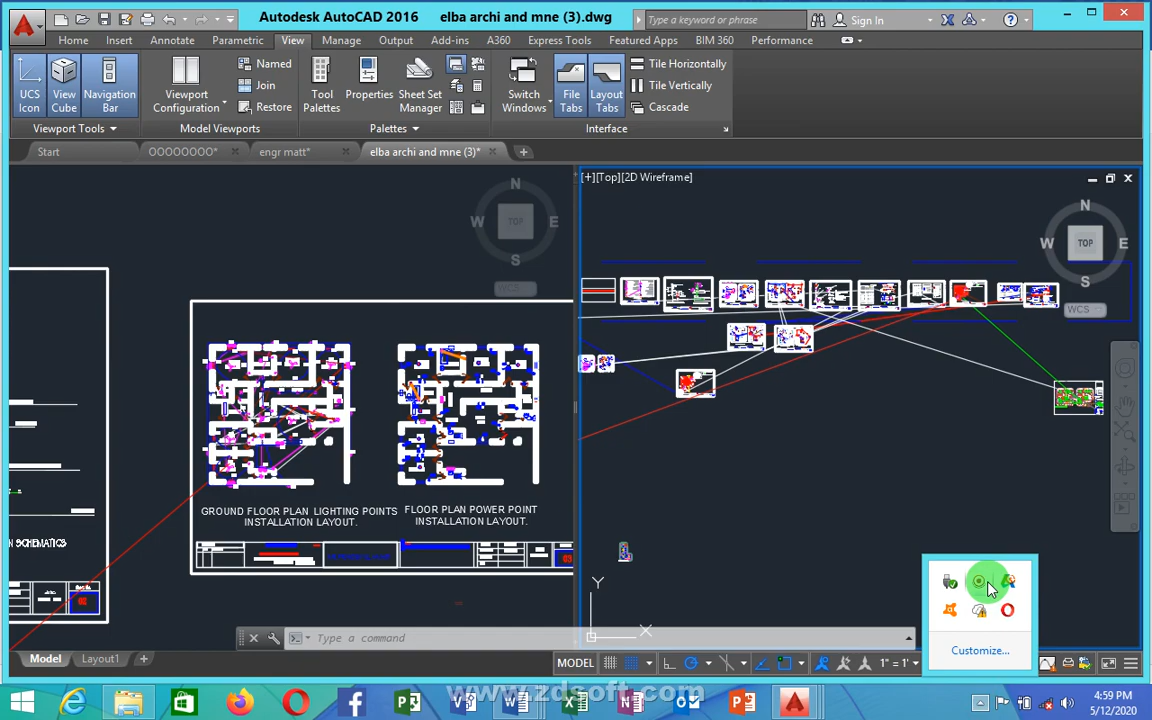 Autodesk AutoCAD 2016 elba archi and mne (3).dwg
Type a keyword or phrase
Sign In
Home Insert Annotate Parametric View Manage Output Add-ins A360 Express Tools Featured Apps BIM 360 Performance
UCS Icon
View Cube
Navigation Bar
Viewport Tools
Viewport Configuration
Named
Join
Restore
Model Viewports
Tool Palettes
Properties
Sheet Set Manager
Palettes
Switch Windows
File Tabs
Layout Tabs
Tile Horizontally
Tile Vertically
Cascade
Interface
Start OOOOOOOO* engr matt* elba archi and mne (3)*
[+][Top][2D Wireframe]
N
W TOP E
S
WCS
N
W TOP E
S
WCS
GROUND FLOOR PLAN LIGHTING POINTS
INSTALLATION LAYOUT.
FLOOR PLAN POWER POINT
INSTALLATION LAYOUT.
SCHEMATICS
03
Y
X
Type a command
Customize...
Model Layout1
MODEL 1" = 1'
www.zdsoft.com
4:59 PM
5/12/2020